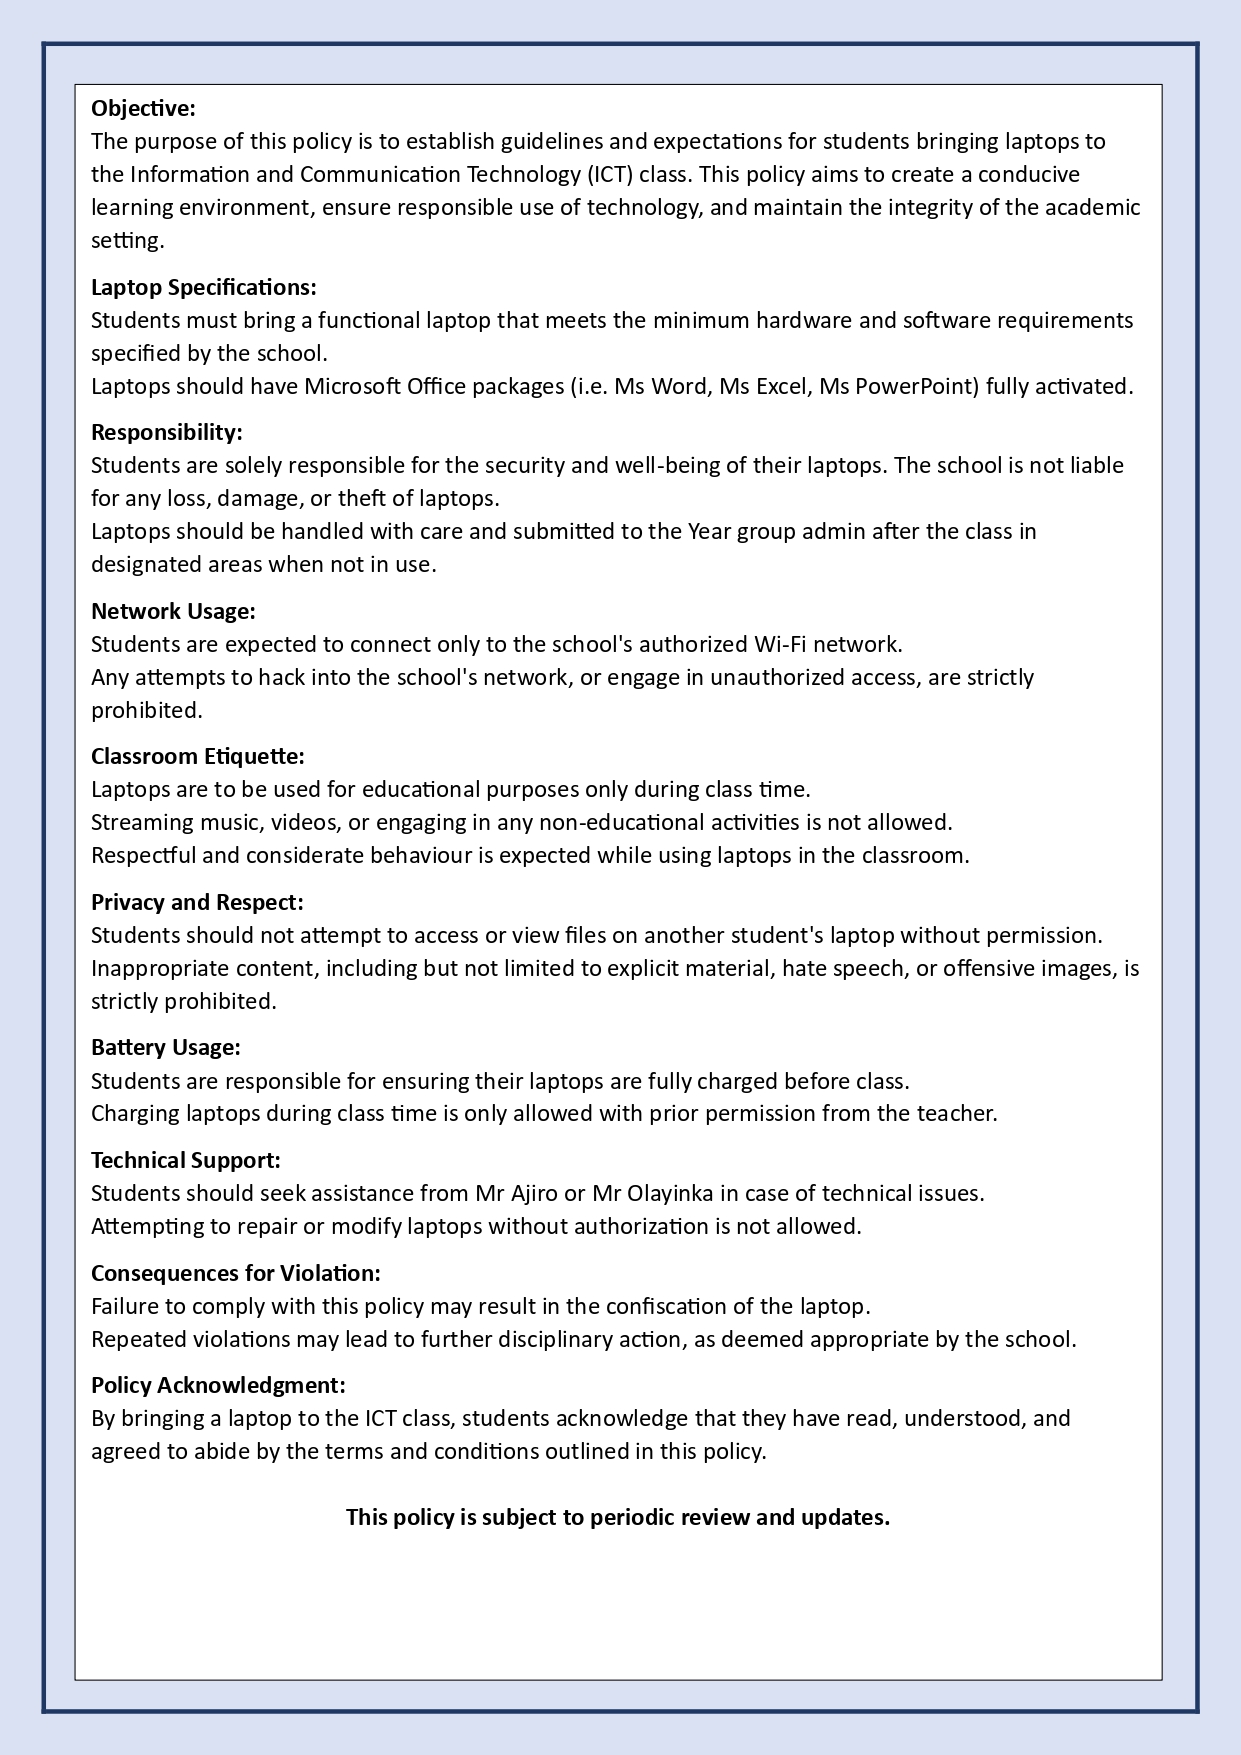 Objective:
The purpose of this policy is to establish guidelines and expectations for students bringing laptops to
the Information and Communication Technology (ICT) class. This policy aims to create a conducive
learning environment, ensure responsible use of technology, and maintain the integrity of the academic
setting.
Laptop Specifications:
Students must bring a functional laptop that meets the minimum hardware and software requirements
specified by the school.
Laptops should have Microsoft Office packages (i.e. Ms Word, Ms Excel, Ms PowerPoint) fully activated.
Responsibility:
Students are solely responsible for the security and well-being of their laptops. The school is not liable
for any loss, damage, or theft of laptops.
Laptops should be handled with care and submitted to the Year group admin after the class in
designated areas when not in use.
Network Usage:
Students are expected to connect only to the school's authorized Wi-Fi network.
Any attempts to hack into the school's network, or engage in unauthorized access, are strictly
prohibited.
Classroom Etiquette:
Laptops are to be used for educational purposes only during class time.
Streaming music, videos, or engaging in any non-educational activities is not allowed.
Respectful and considerate behaviour is expected while using laptops in the classroom.
Privacy and Respect:
Students should not attempt to access or view files on another student's laptop without permission.
Inappropriate content, including but not limited to explicit material, hate speech, or offensive images, is
strictly prohibited.
Battery Usage:
Students are responsible for ensuring their laptops are fully charged before class.
Charging laptops during class time is only allowed with prior permission from the teacher.
Technical Support:
Students should seek assistance from Mr Ajiro or Mr Olayinka in case of technical issues.
Attempting to repair or modify laptops without authorization is not allowed.
Consequences for Violation:
Failure to comply with this policy may result in the confiscation of the laptop.
Repeated violations may lead to further disciplinary action, as deemed appropriate by the school.
Policy Acknowledgment:
By bringing a laptop to the ICT class, students acknowledge that they have read, understood, and
agreed to abide by the terms and conditions outlined in this policy.
This policy is subject to periodic review and updates.